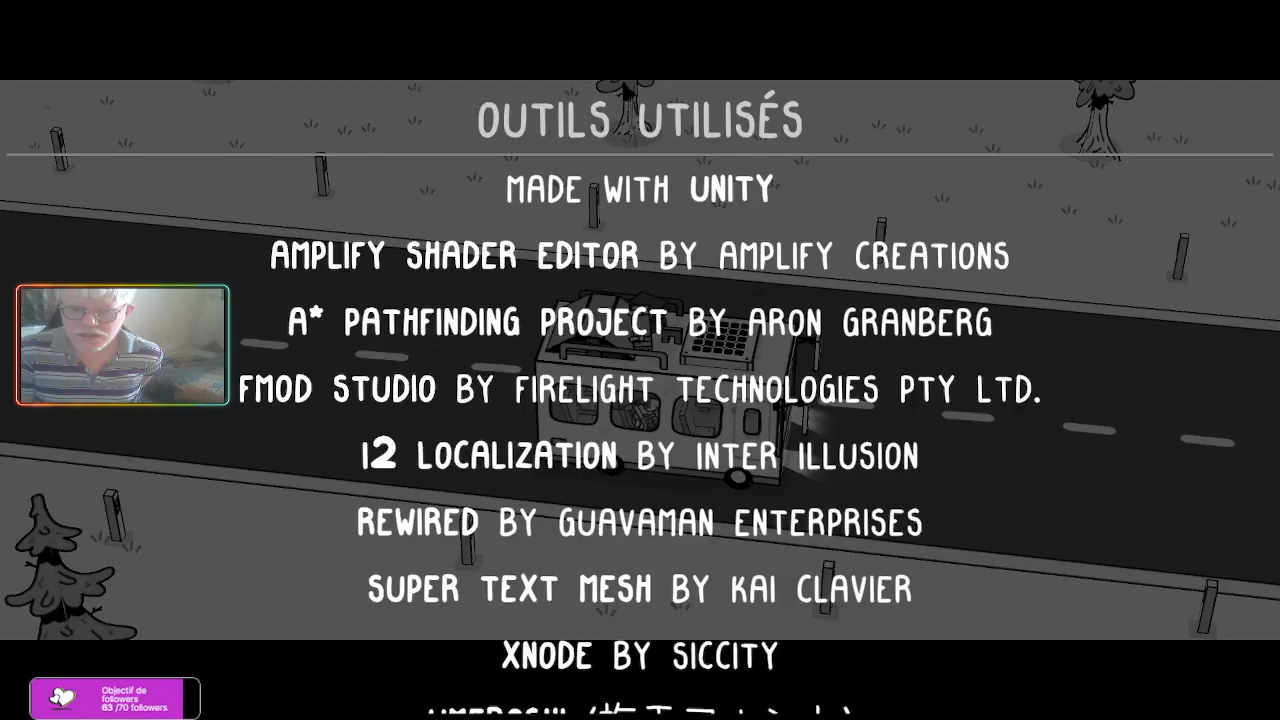 OUTILS UTILISÉS
MADE WITH UNITY
AMPLIFY SHADER EDITOR BY AMPLIFY CREATIONS
A* PATHFINDING PROJECT BY ARON GRANBERG
FMOD STUDIO BY FIRELIGHT TECHNOLOGIES PTY LTD.
I2 LOCALIZATION BY INTER ILLUSION
REWIRED BY GUAVAMAN ENTERPRISES
SUPER TEXT MESH BY KAI CLAVIER
XNODE BY SICCITY
Objectif de
followers
63 /70 followers